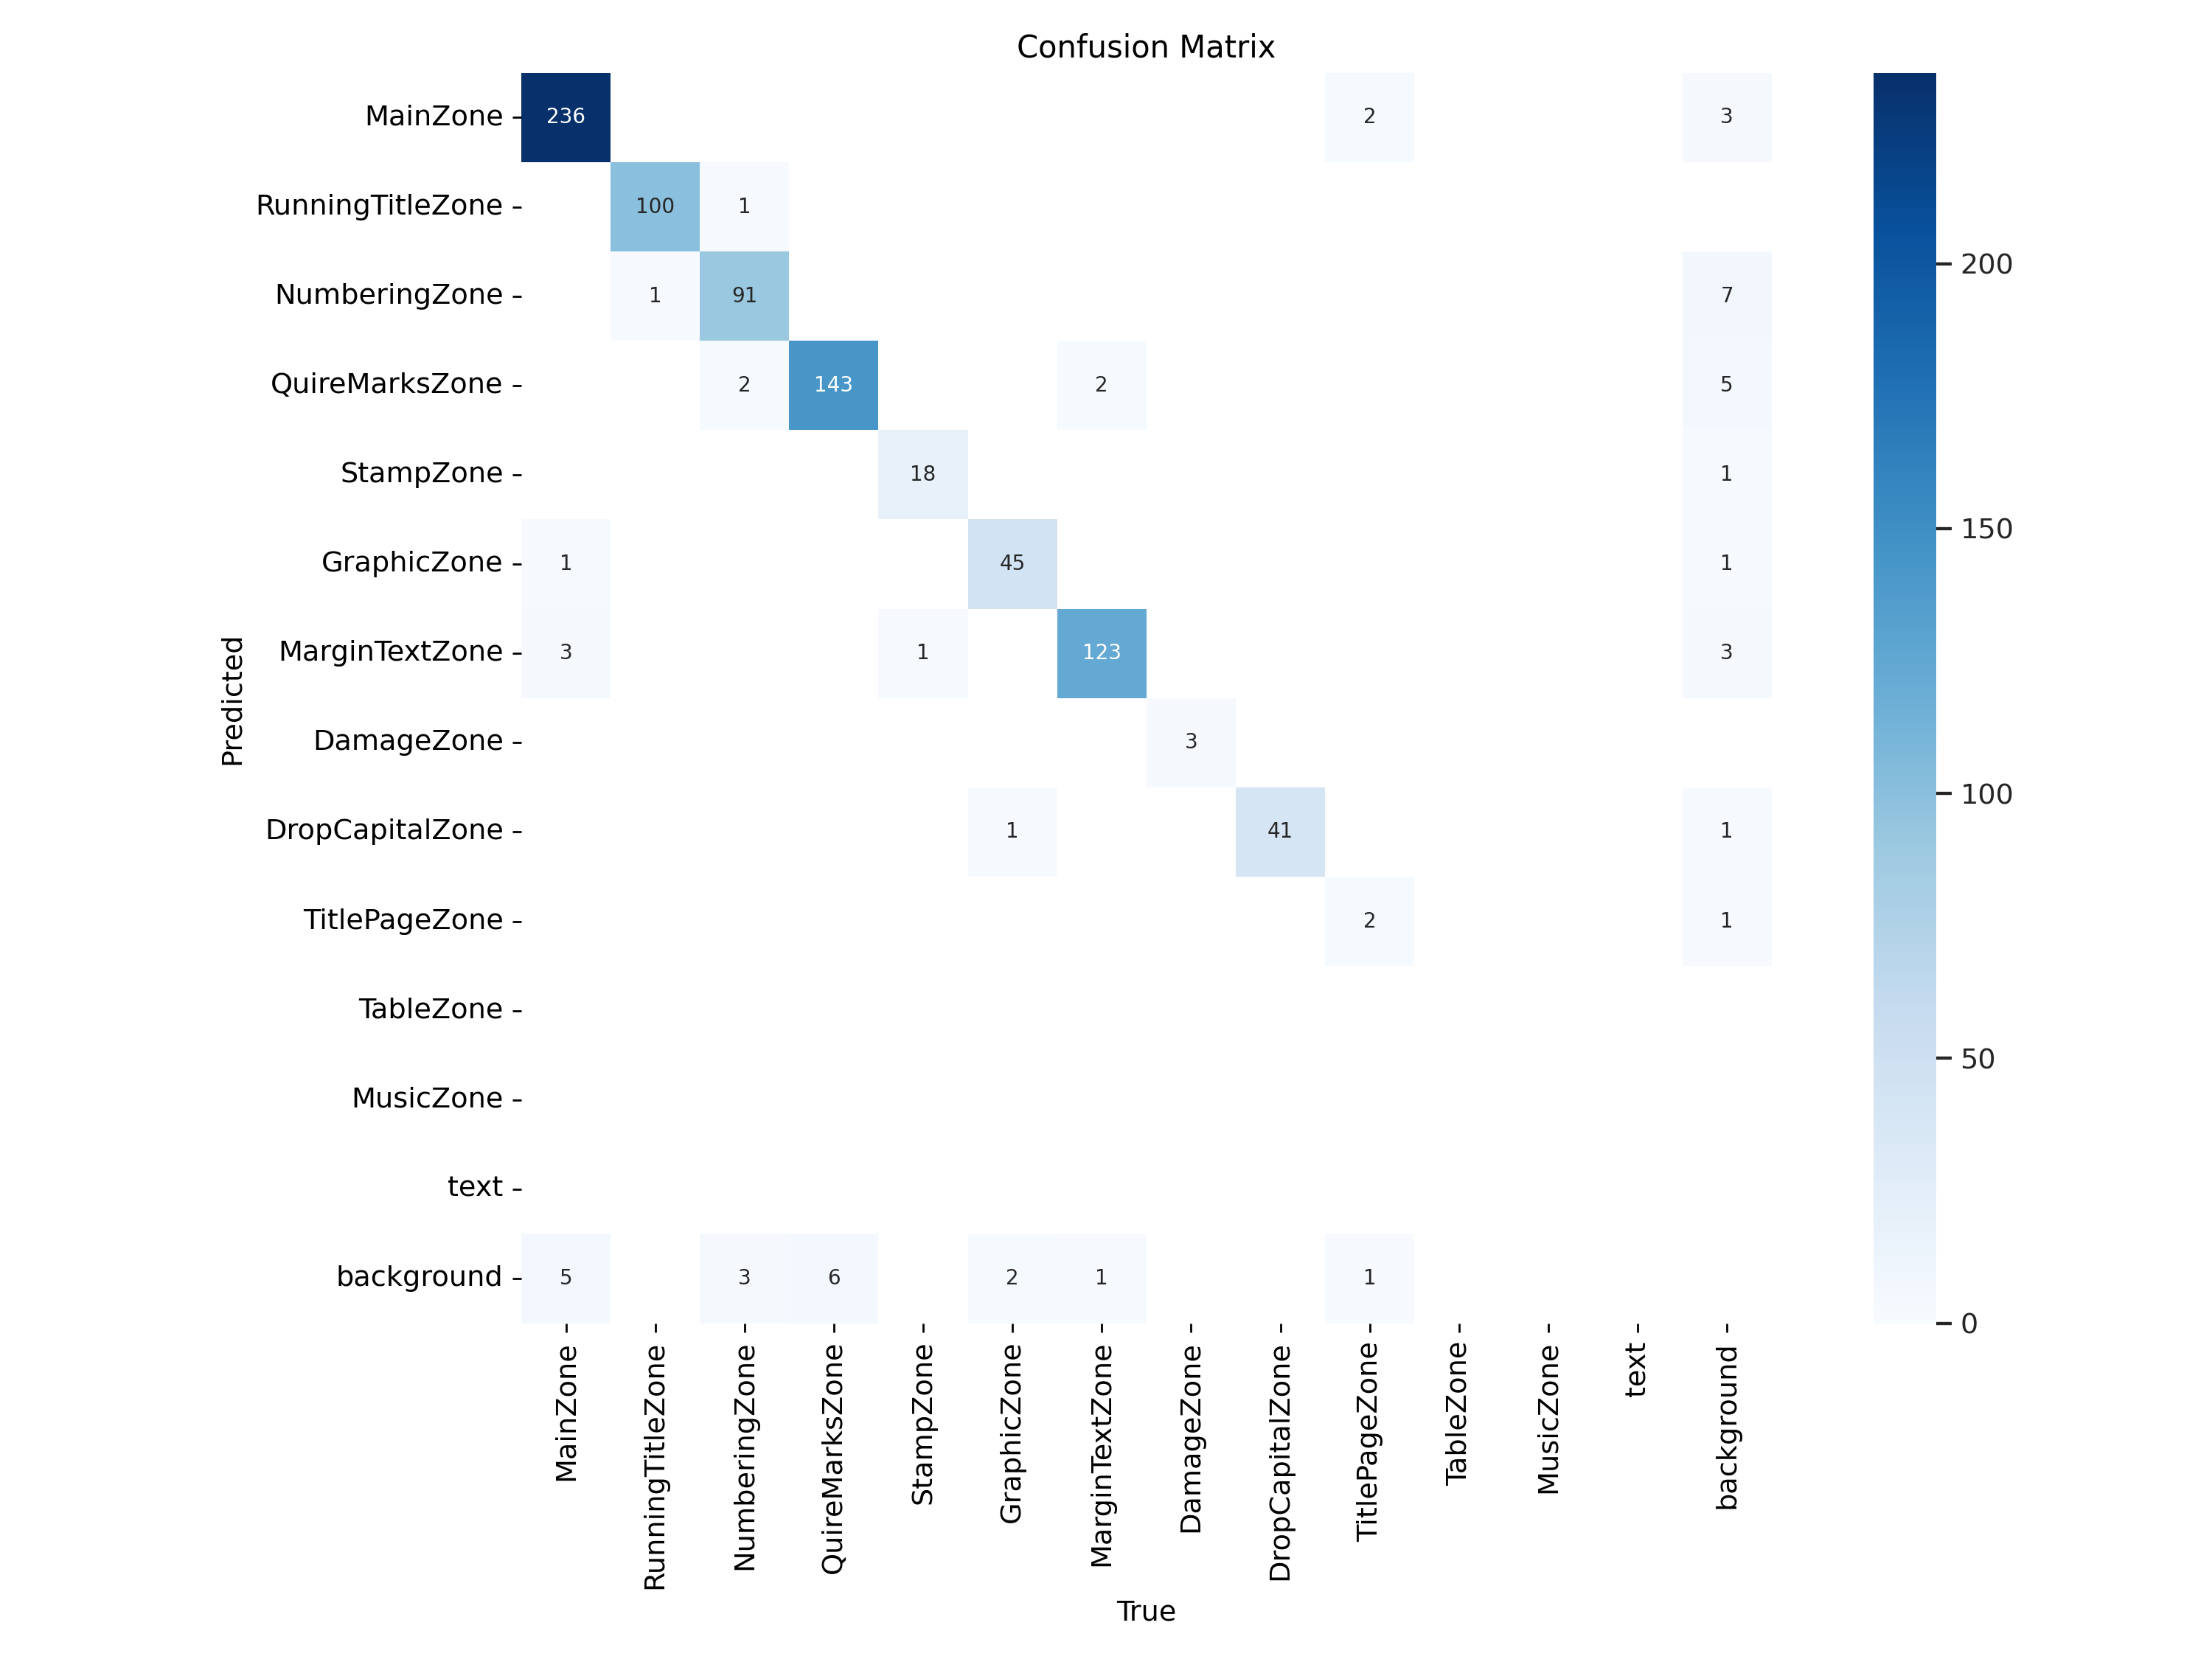 Confusion Matrix
MainZone 236 2 3
RunningTitleZone 100 1
NumberingZone 1 91 7
QuireMarksZone 2 143 2 5
StampZone 18 1
GraphicZone 1 45 1
MarginTextZone 3 1 123 3
DamageZone 3
DropCapitalZone 1 41 1
TitlePageZone 2 1
TableZone
MusicZone
text
background 5 3 6 2 1 1
Predicted
MainZone
RunningTitleZone
NumberingZone
QuireMarksZone
StampZone
GraphicZone
MarginTextZone
DamageZone
DropCapitalZone
TitlePageZone
TableZone
MusicZone
text
background
True
200
150
100
50
0